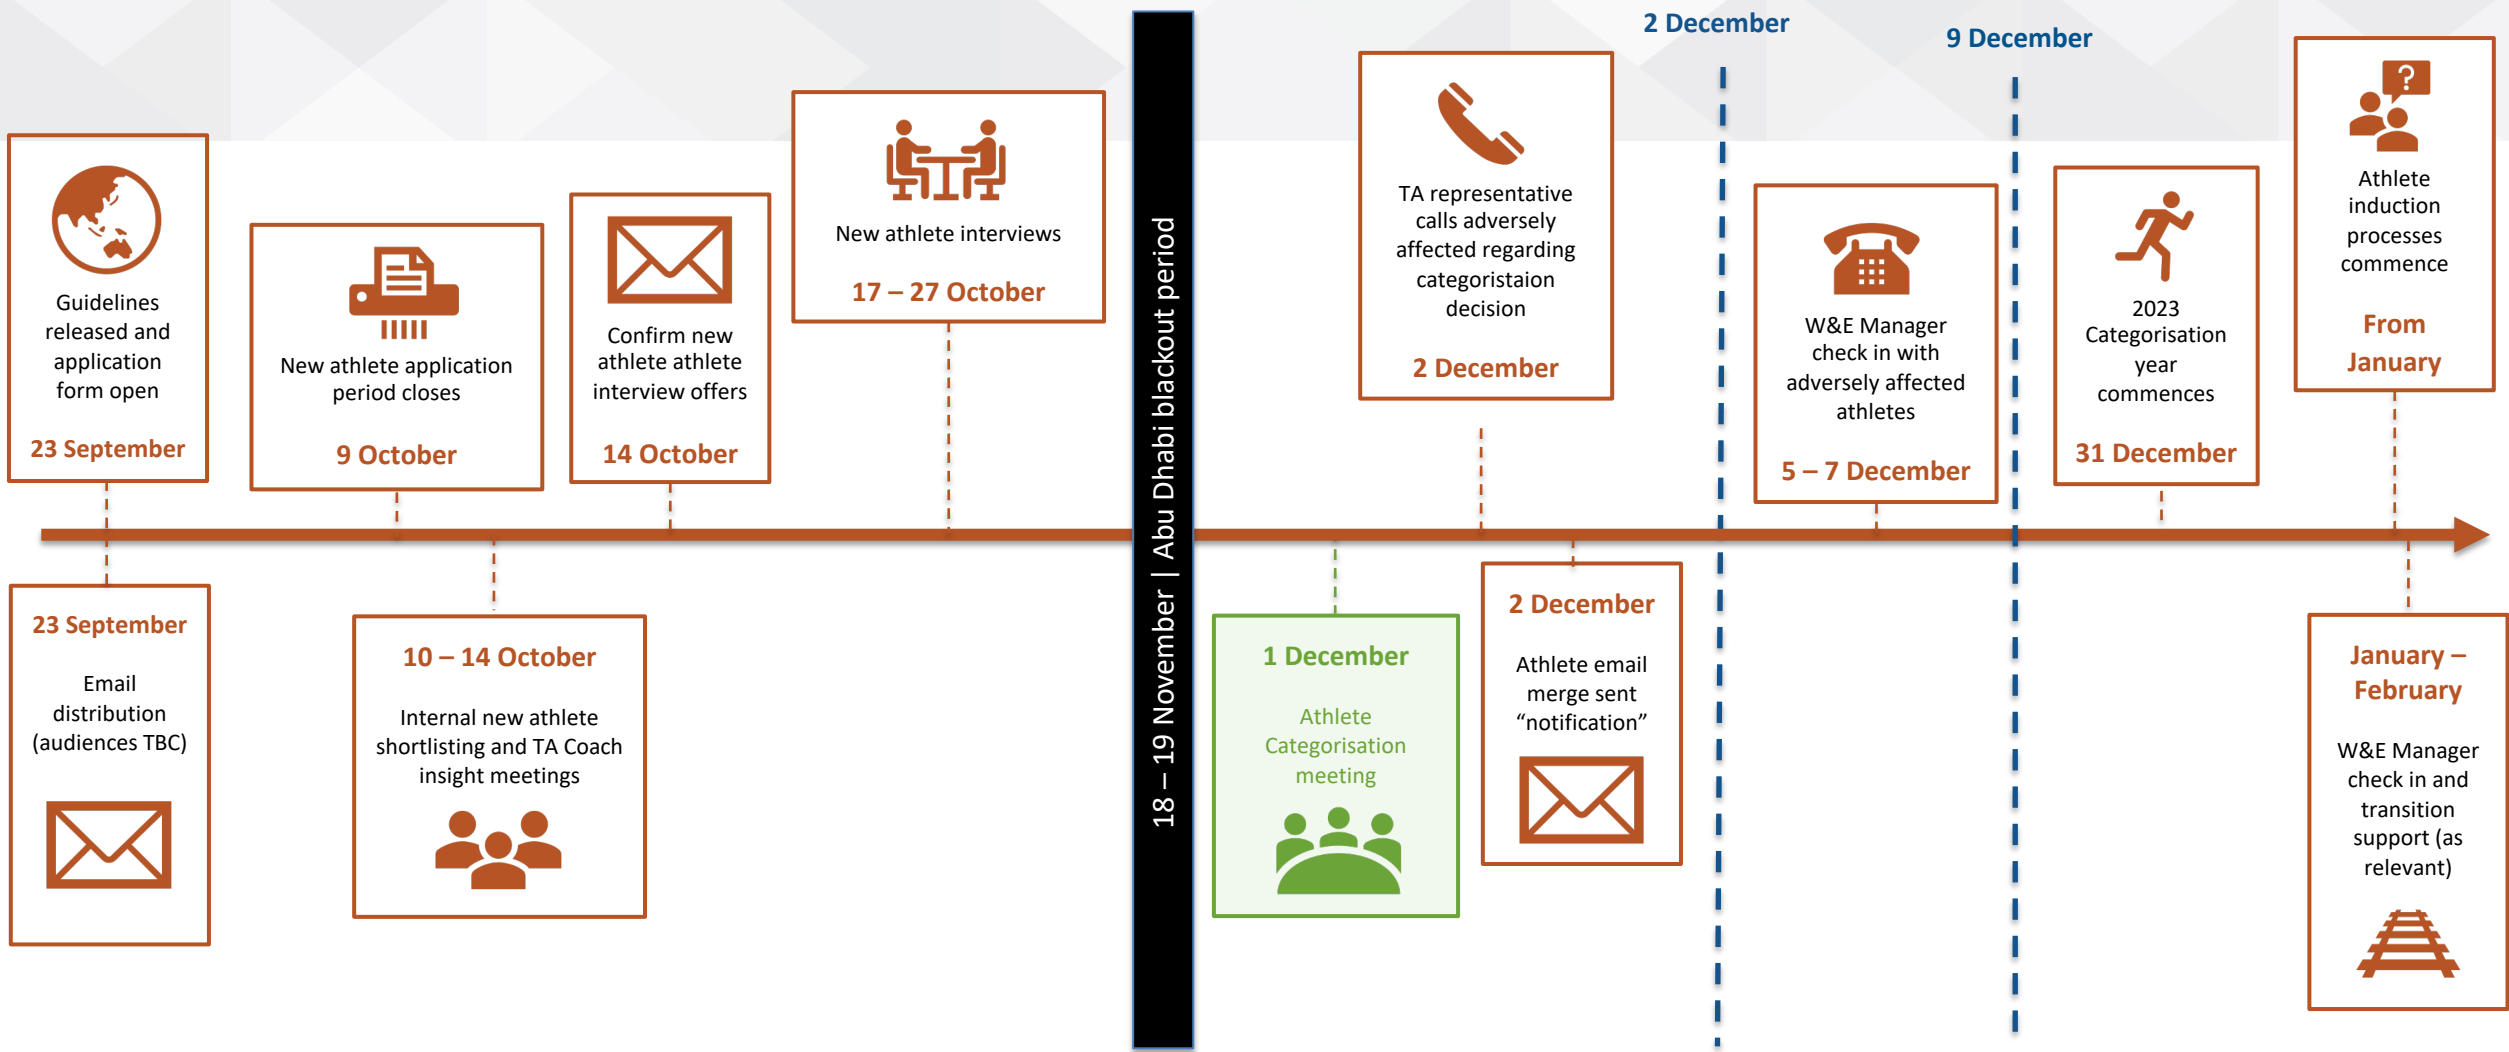 Guidelines
released and
application
form open
23 September
New athlete application
period closes
9 October
Confirm new
athlete athlete
interview offers
14 October
New athlete interviews
17 – 27 October
18 – 19 November | Abu Dhabi blackout period
TA representative
calls adversely
affected regarding
categoristaion
decision
2 December
2 December
W&E Manager
check in with
adversely affected
athletes
5 – 7 December
9 December
2023
Categorisation
year
commences
31 December
?
Athlete
induction
processes
commence
From
January
23 September
Email
distribution
(audiences TBC)
10 – 14 October
Internal new athlete
shortlisting and TA Coach
insight meetings
1 December
Athlete
Categorisation
meeting
2 December
Athlete email
merge sent
“notification”
January –
February
W&E Manager
check in and
transition
support (as
relevant)